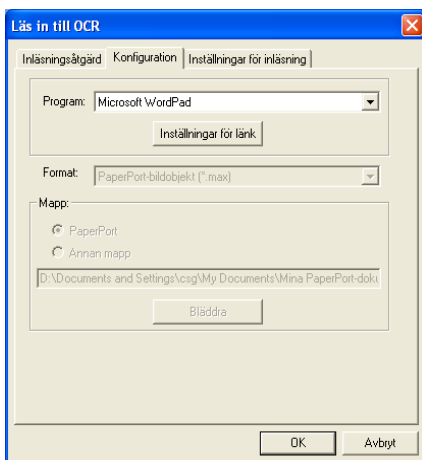 Läs in till OCR
Inläsningsåtgärd Konfiguration Inställningar för inläsning
Program: Microsoft WordPad
Inställningar för länk
Format: PaperPort-bildobjekt (*.max)
Mapp:
PaperPort
Annan mapp
D:\Documents and Settings\csg\My Documents\Mina PaperPort-doku
Bläddra
OK Avbryt